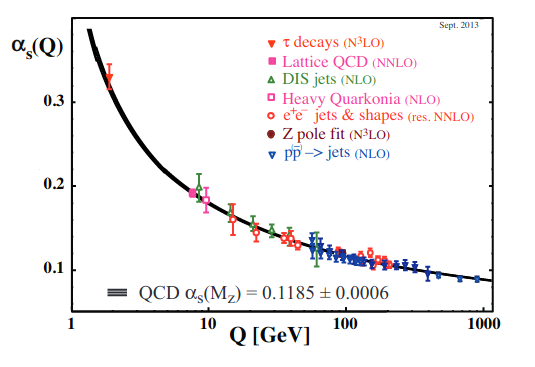 Sept. 2013
αs(Q)
τ decays (N³LO)
Lattice QCD (NNLO)
DIS jets (NLO)
Heavy Quarkonia (NLO)
e⁺e⁻ jets & shapes (res. NNLO)
Z pole fit (N³LO)
pp(–) –> jets (NLO)
0.3
0.2
0.1
QCD αs(Mz) = 0.1185 ± 0.0006
1 10 100 1000
Q [GeV]